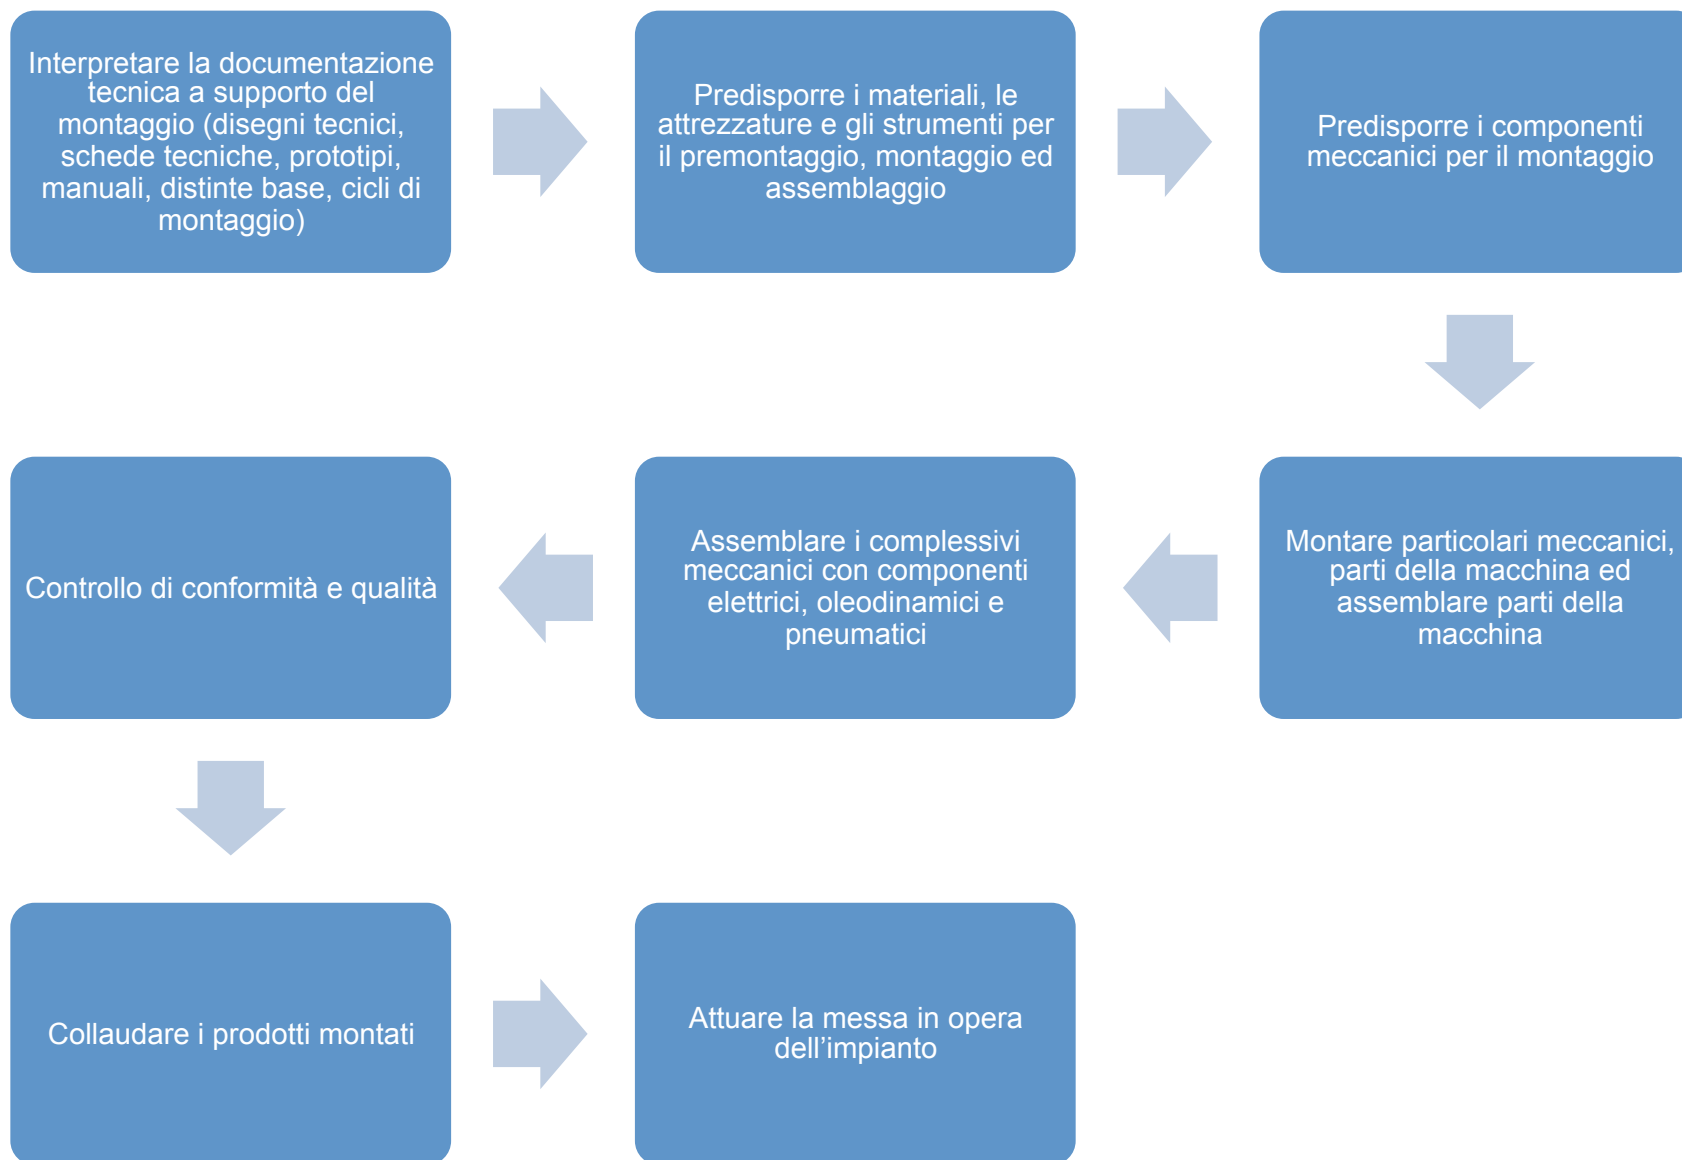 Interpretare la documentazione
tecnica a supporto del
montaggio (disegni tecnici,
schede tecniche, prototipi,
manuali, distinte base, cicli di
montaggio)
Predisporre i materiali, le
attrezzature e gli strumenti per
il premontaggio, montaggio ed
assemblaggio
Predisporre i componenti
meccanici per il montaggio
Montare particolari meccanici,
parti della macchina ed
assemblare parti della
macchina
Assemblare i complessivi
meccanici con componenti
elettrici, oleodinamici e
pneumatici
Controllo di conformità e qualità
Collaudare i prodotti montati
Attuare la messa in opera
dell’impianto